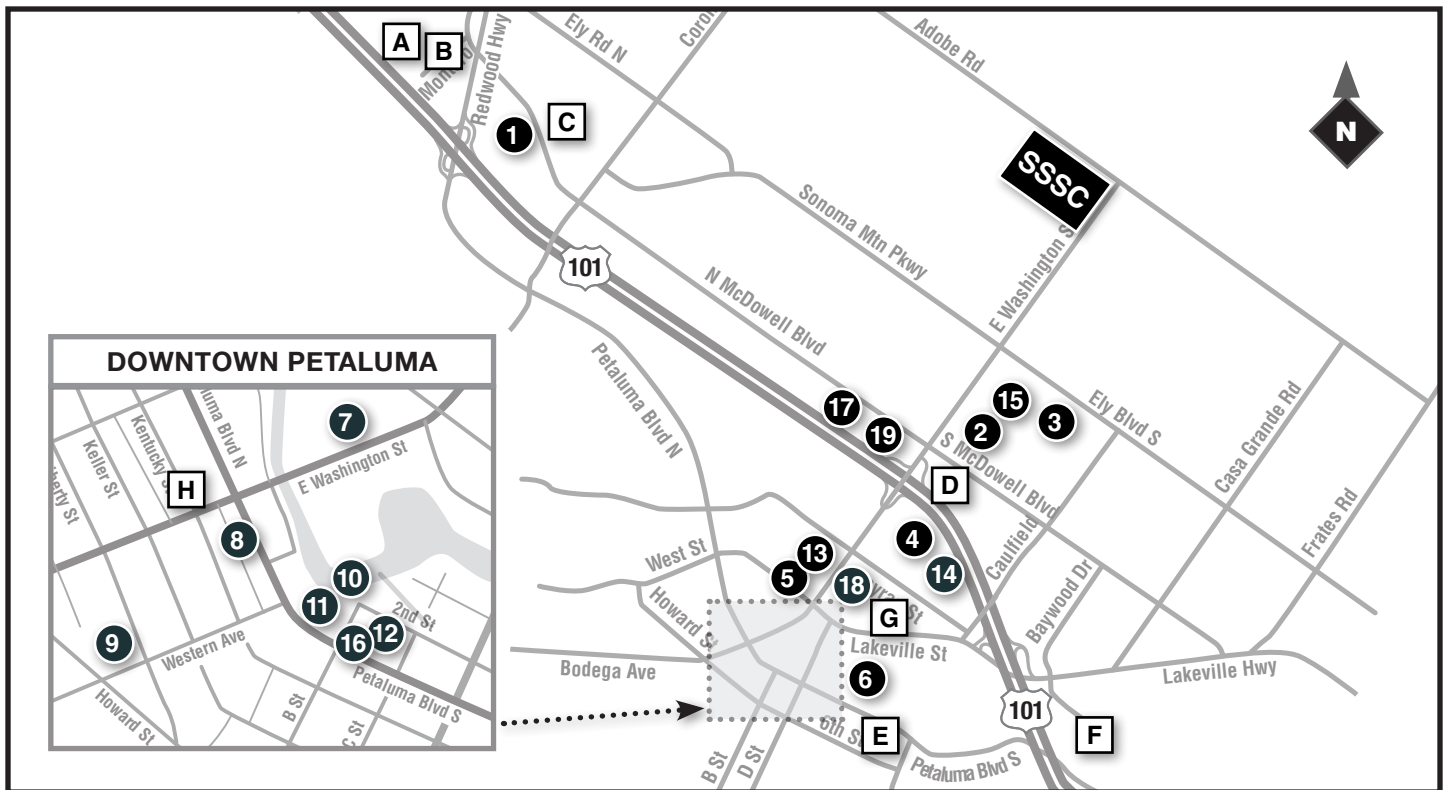 Ely Rd N
Adobe Rd
Redwood Hwy
A
B
C
1
N
SSSC
Sonoma Mtn Pkwy
E Washington S
101
N McDowell Blvd
Petaluma Blvd N
17
19
15
2
3
Ely Blvd S
S McDowell Blvd
Casa Grande Rd
Frates Rd
D
4
14
Caulfield
Baywood Dr
West St
13
5
18
G
Howard St
Lakeville St
Bodega Ave
6
Lakeville Hwy
101
E
F
6th S
B St
D St
Petaluma Blvd S
DOWNTOWN PETALUMA
7
Keller St
Kentucky S
luma Blvd N
E Washington St
H
8
10
11
9
16
12
2nd St
Western Ave
Howard St
B St
C St
Petaluma Blvd S